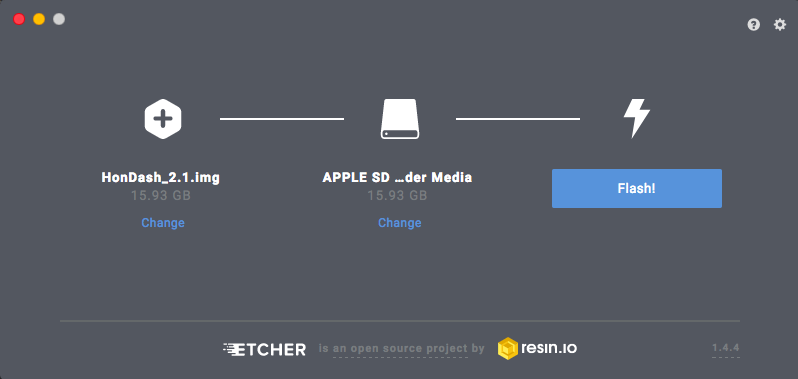 HonDash_2.1.img
15.93 GB
Change
APPLE SD ...der Media
15.93 GB
Change
Flash!
ETCHER is an open source project by resin.io
1.4.4